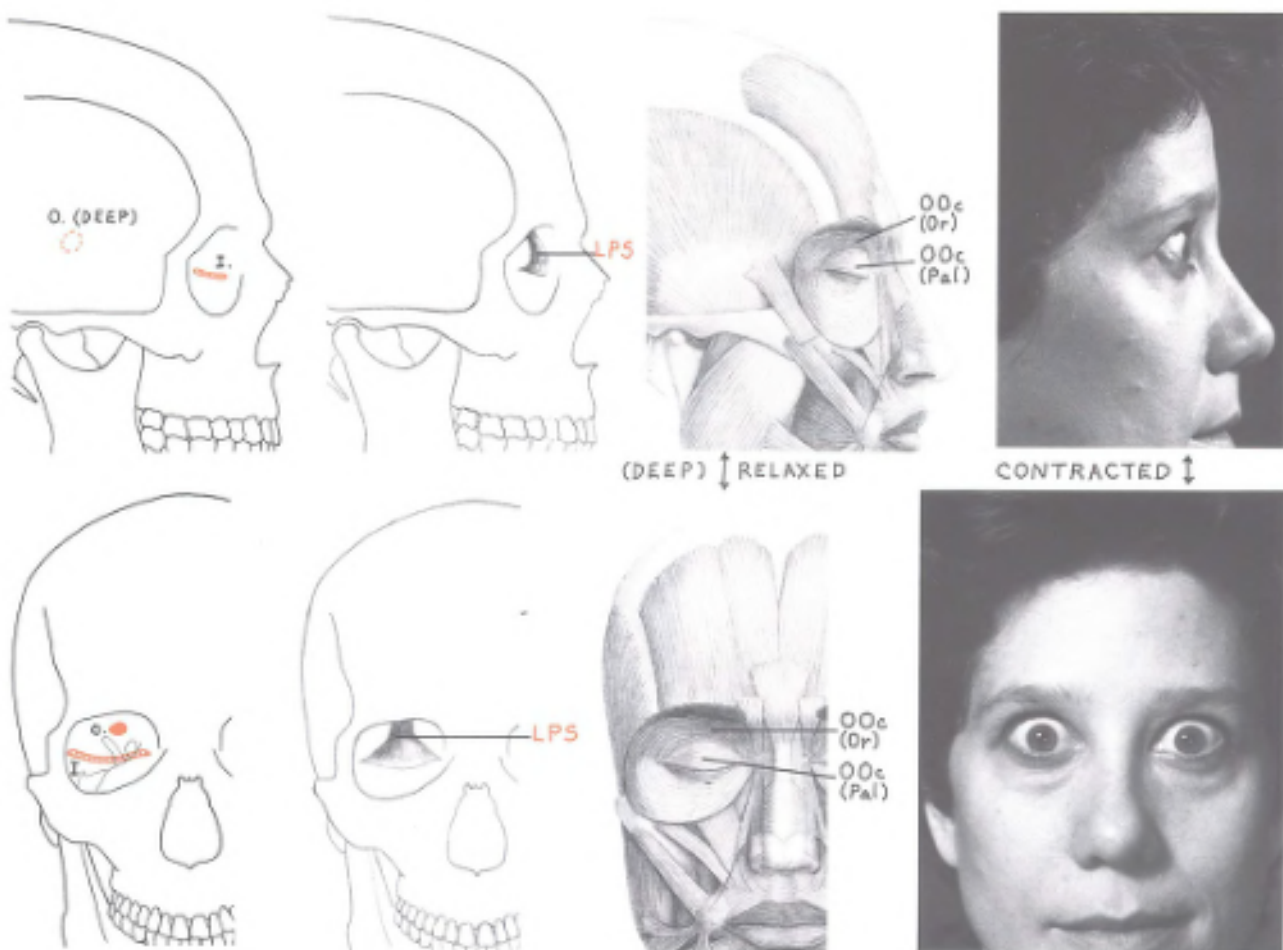 O. (DEEP)
I.
LPS
OOc
(Or)
OOc
(Pal)
(DEEP) ↕ RELAXED
CONTRACTED ↕
O.
I
LPS
OOc
(Or)
OOc
(Pal)